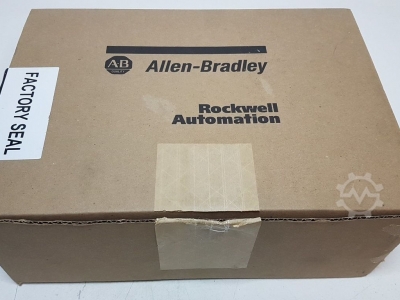 AB
Allen-Bradley
Rockwell
Automation
FACTORY SEAL